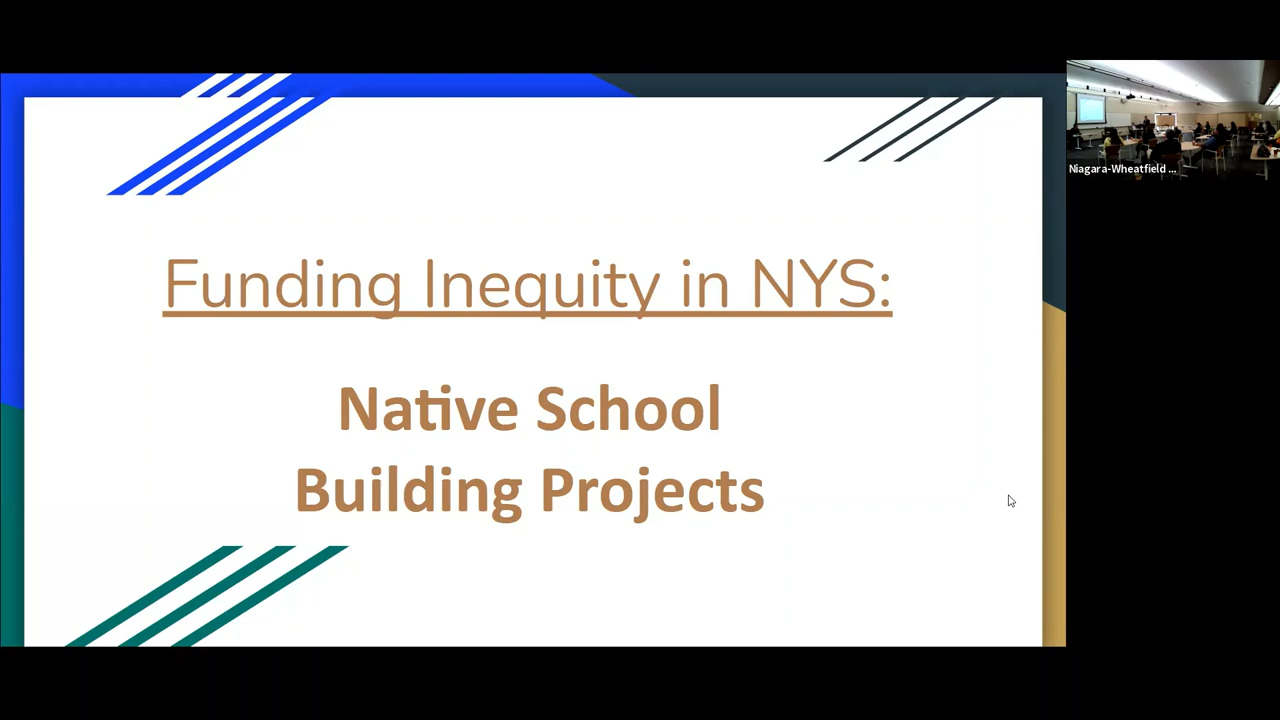 Funding Inequity in NYS:
Native School
Building Projects
Niagara-Wheatfield ...